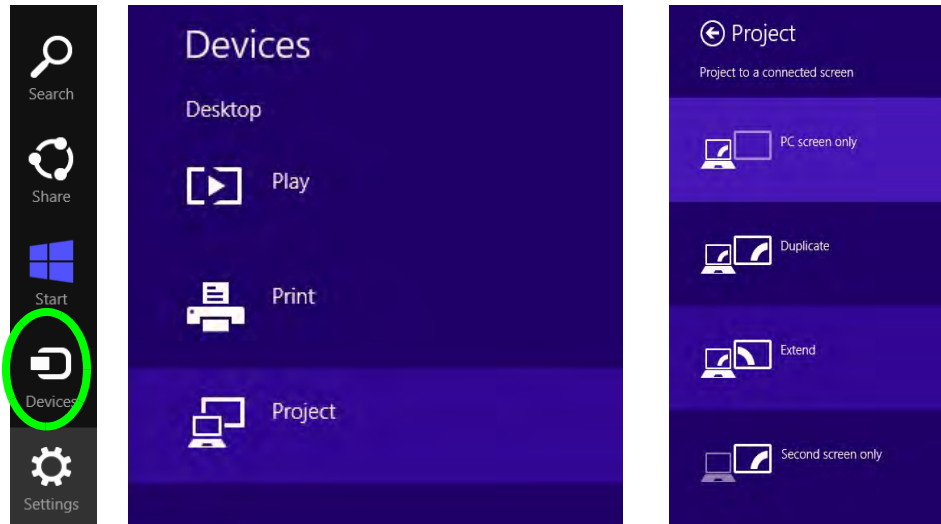 Search
Share
Start
Devices
Settings
Devices
Desktop
Play
Print
Project
Project
Project to a connected screen
PC screen only
Duplicate
Extend
Second screen only